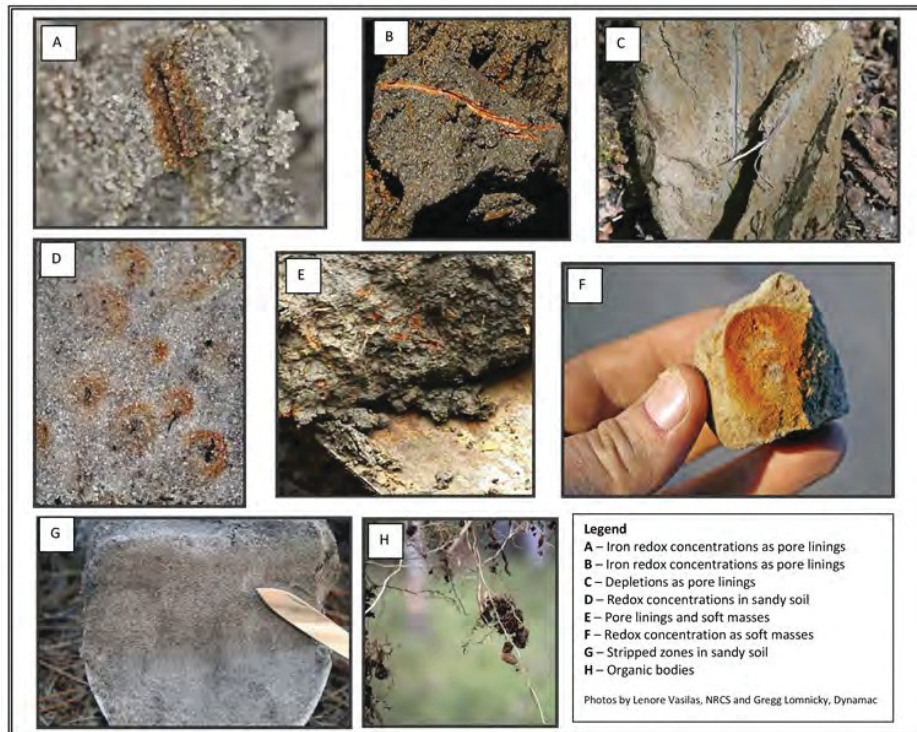 A
B
C
D
E
F
G
H
Legend
A – Iron redox concentrations as pore linings
B – Iron redox concentrations as pore linings
C – Depletions as pore linings
D – Redox concentrations in sandy soil
E – Pore linings and soft masses
F – Redox concentration as soft masses
G – Stripped zones in sandy soil
H – Organic bodies
Photos by Lenore Vasilas, NRCS and Gregg Lomnicky, Dynamac